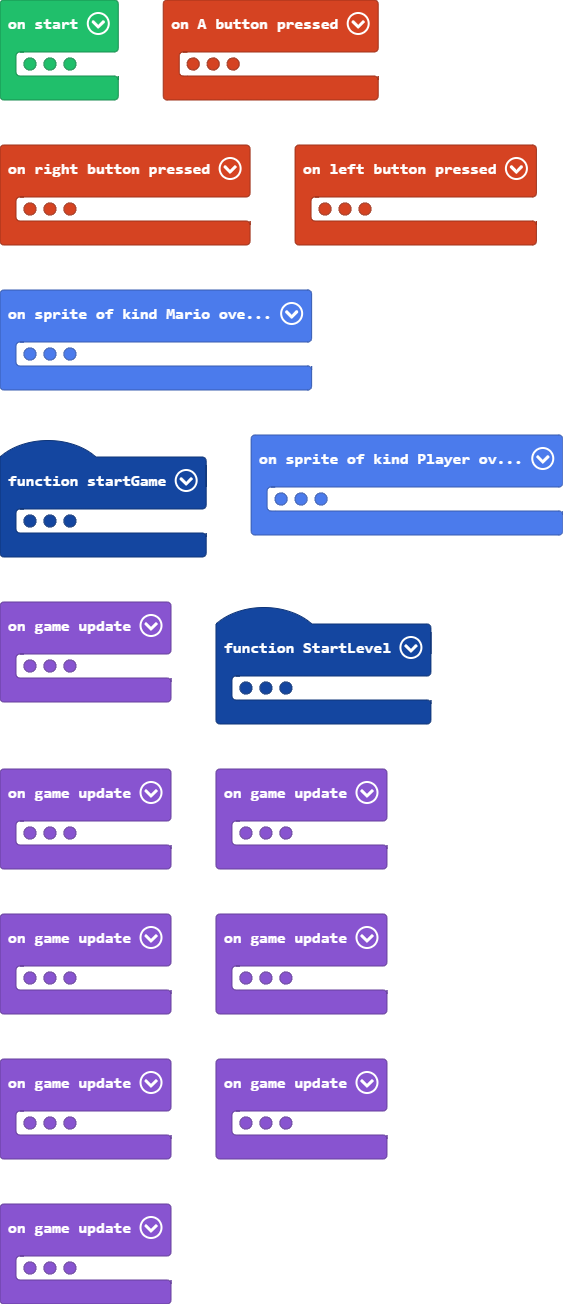 on start
on A button pressed
on right button pressed
on left button pressed
on sprite of kind Mario ove...
function startGame
on sprite of kind Player ov...
on game update
function StartLevel
on game update
on game update
on game update
on game update
on game update
on game update
on game update